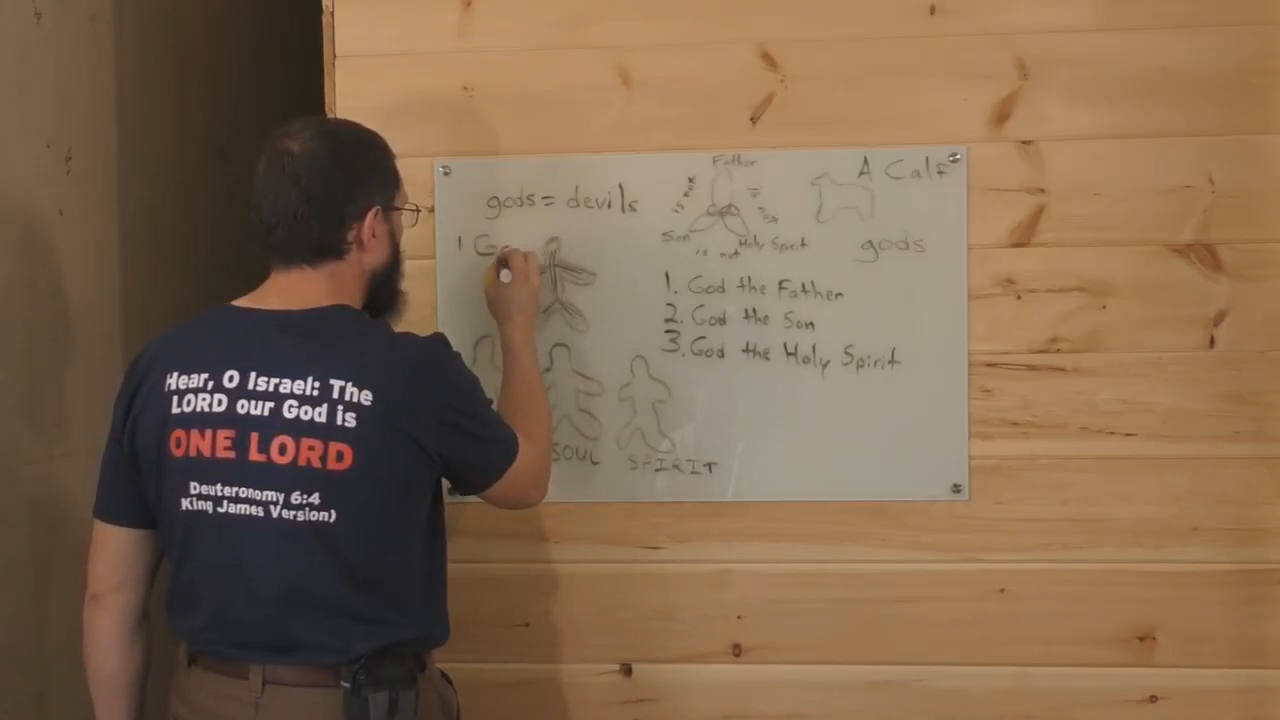 Hear, O Israel: The
LORD our God is
ONE LORD
Deuteronomy 6:4
King James Version)
gods = devils
1 Go
SOUL
SPIRIT
Father
is not
is not
Son
is not
Holy Spirit
A Calf
gods
1. God the Father
2. God the Son
3. God the Holy Spirit